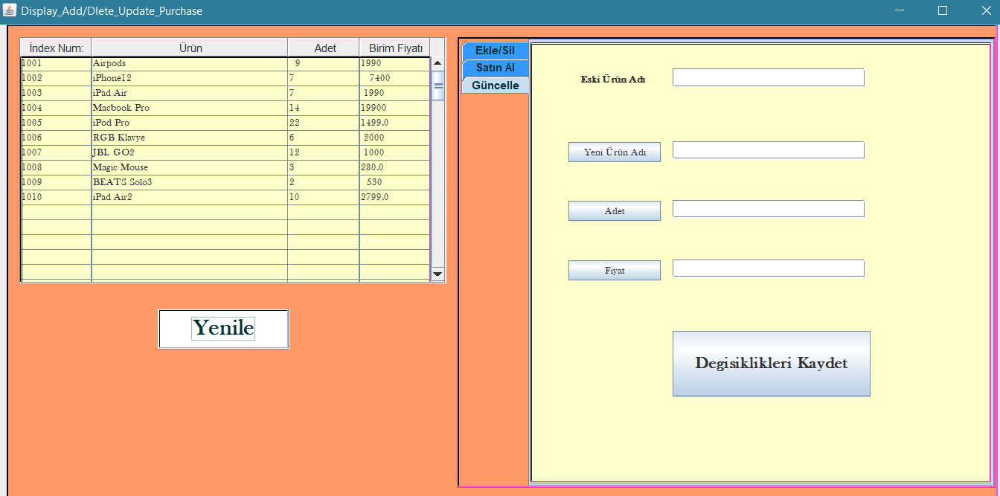 Display_Add/Dlete_Update_Purchase
İndex Num: Ürün Adet Birim Fiyatı
1001 Airpods 9 1990
1002 iPhone12 7 7400
1003 iPad Air 7 1990
1004 Macbook Pro 14 19900
1005 iPod Pro 22 1499.0
1006 RGB Klavye 6 2000
1007 JBL GO2 12 1000
1008 Magic Mouse 3 280.0
1009 BEATS Solo3 2 530
1010 iPad Air2 10 2799.0
Yenile
Ekle/Sil
Satın Al
Güncelle
Eski Ürün Adı
Yeni Ürün Adı
Adet
Fiyat
Degisiklikleri Kaydet